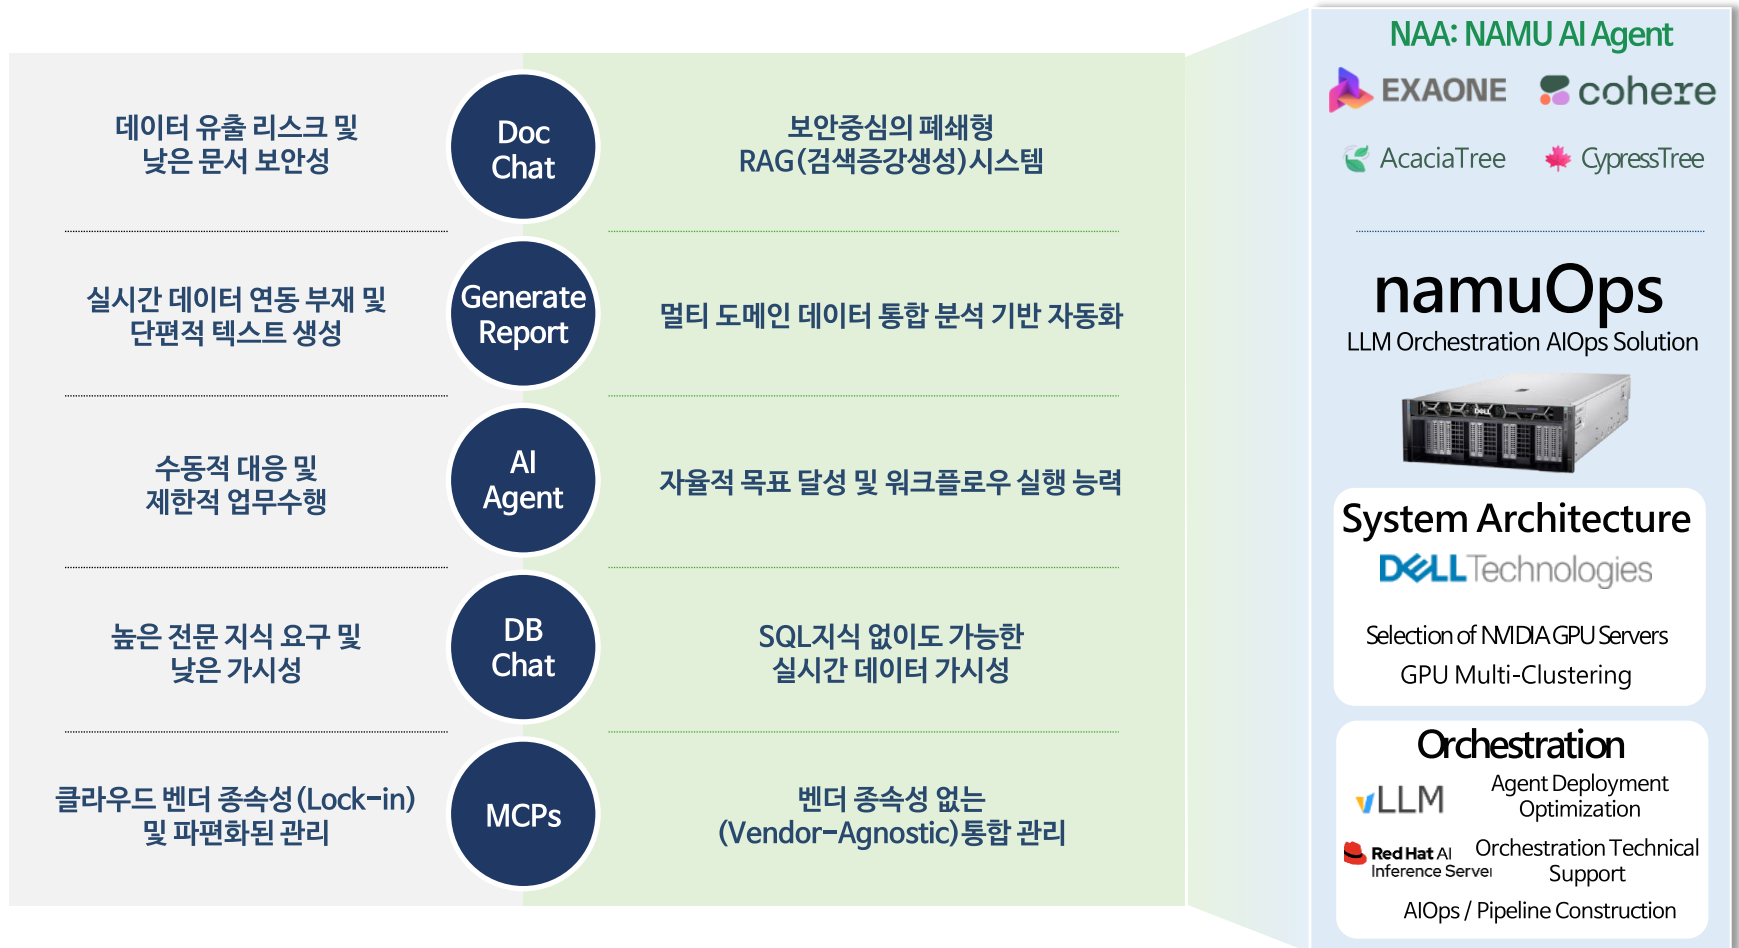 데이터 유출 리스크 및
낮은 문서 보안성
Doc
Chat
보안중심의 폐쇄형
RAG(검색증강생성)시스템
실시간 데이터 연동 부재 및
단편적 텍스트 생성
Generate
Report
멀티 도메인 데이터 통합 분석 기반 자동화
수동적 대응 및
제한적 업무수행
AI
Agent
자율적 목표 달성 및 워크플로우 실행 능력
높은 전문 지식 요구 및
낮은 가시성
DB
Chat
SQL지식 없이도 가능한
실시간 데이터 가시성
클라우드 벤더 종속성(Lock-in)
및 파편화된 관리
MCPs
벤더 종속성 없는
(Vendor-Agnostic)통합 관리
NAA: NAMU AI Agent
EXAONE
cohere
AcaciaTree
CypressTree
namuOps
LLM Orchestration AIOps Solution
DELL
System Architecture
DELL Technologies
Selection of NVIDIA GPU Servers
GPU Multi-Clustering
Orchestration
vLLM
Agent Deployment
Optimization
Red Hat AI
Inference Server
Orchestration Technical
Support
AIOps / Pipeline Construction